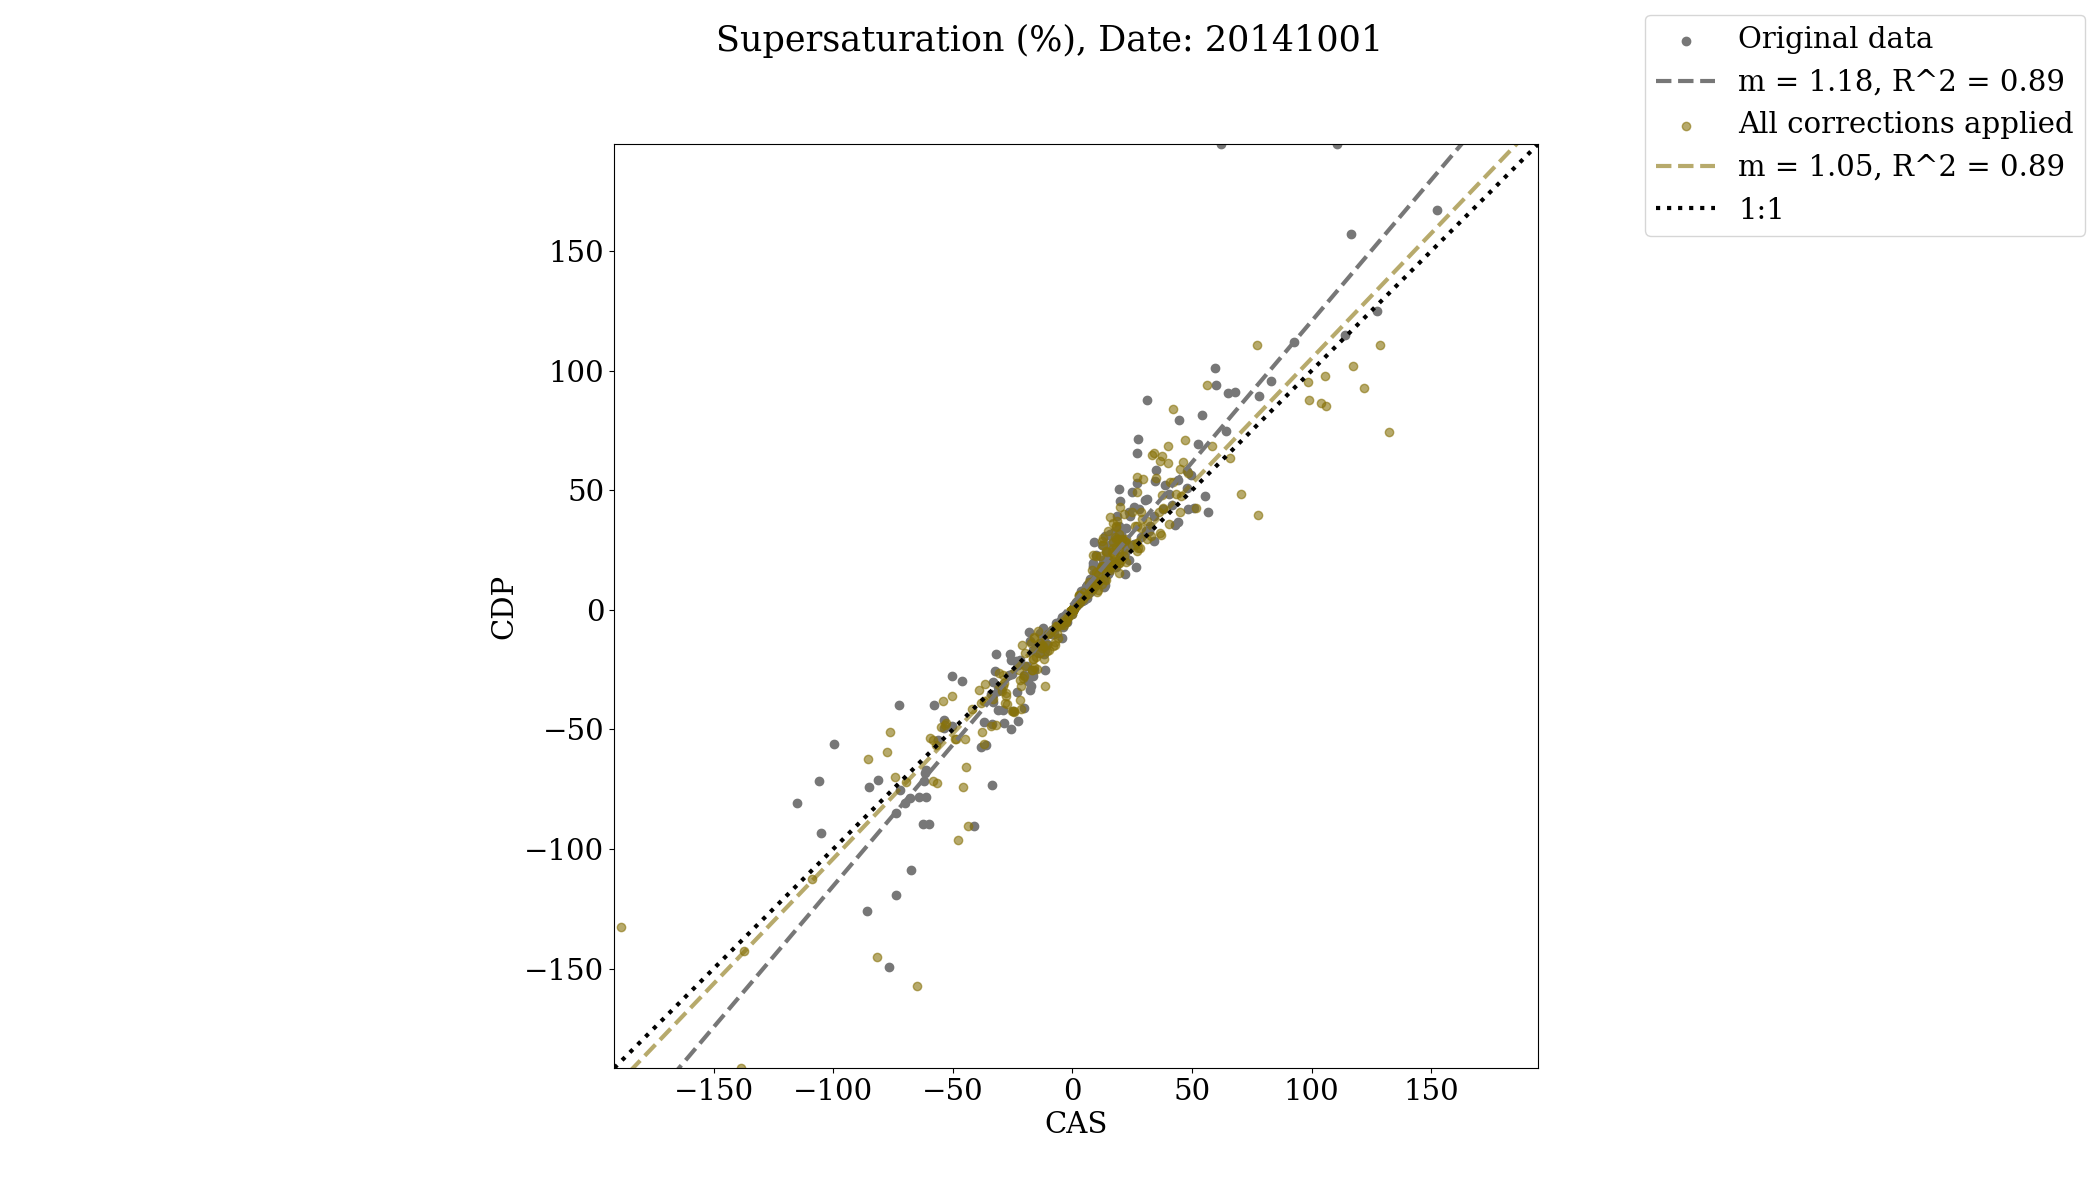 Supersaturation (%), Date: 20141001
Original data
m = 1.18, R^2 = 0.89
All corrections applied
m = 1.05, R^2 = 0.89
1:1
150
100
50
0
−50
−100
−150
CDP
−150
−100
−50
0
50
100
150
CAS